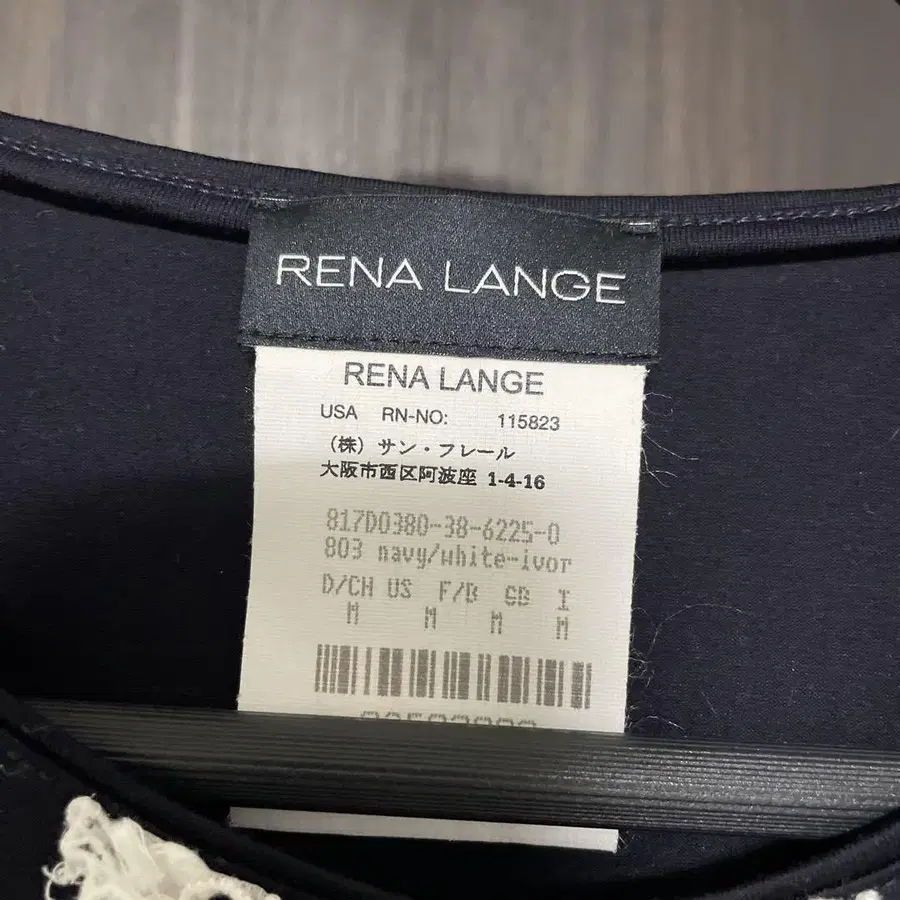 RENA LANGE
RENA LANGE
USA RN-NO: 115823
（株）サン・フレール
大阪市西区阿波座 1-4-16
817D0380-38-6225-0
803 navy/white-ivor
D/CH US F/B GB I
M M M M